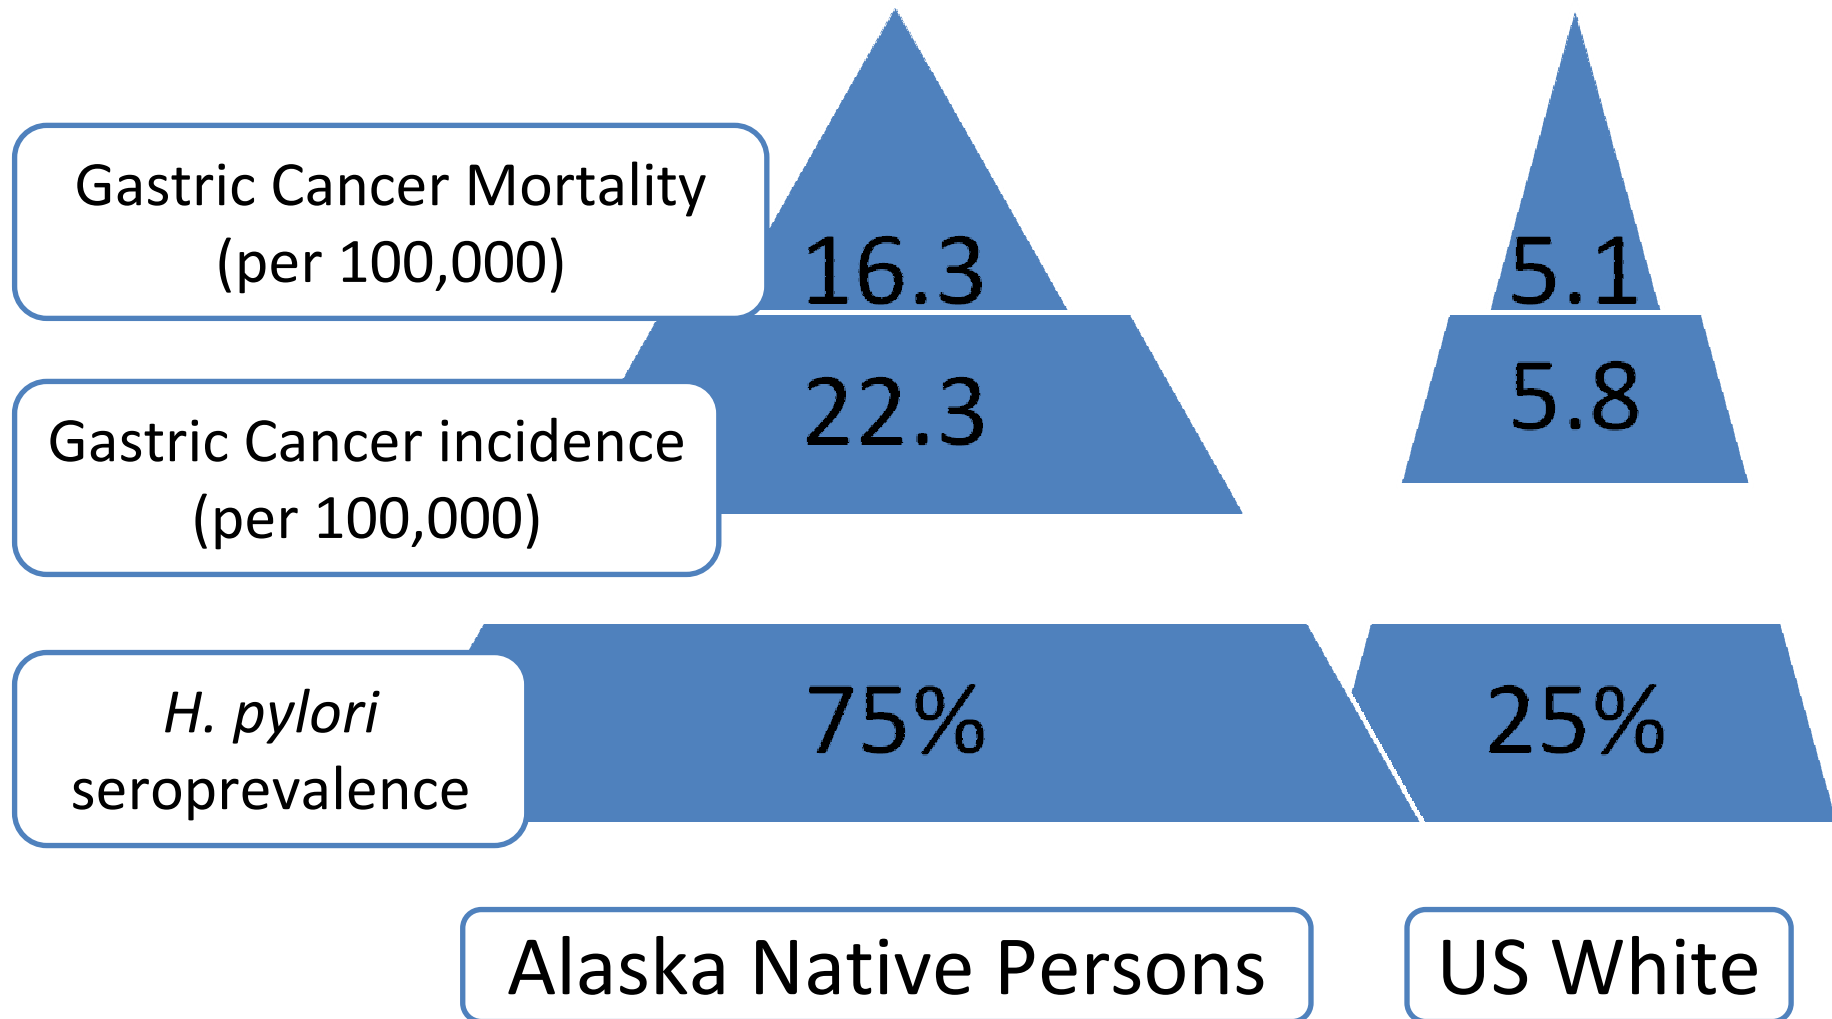 Gastric Cancer Mortality
(per 100,000)
16.3
5.1
Gastric Cancer incidence
(per 100,000)
22.3
5.8
H. pylori
seroprevalence
75%
25%
Alaska Native Persons
US White